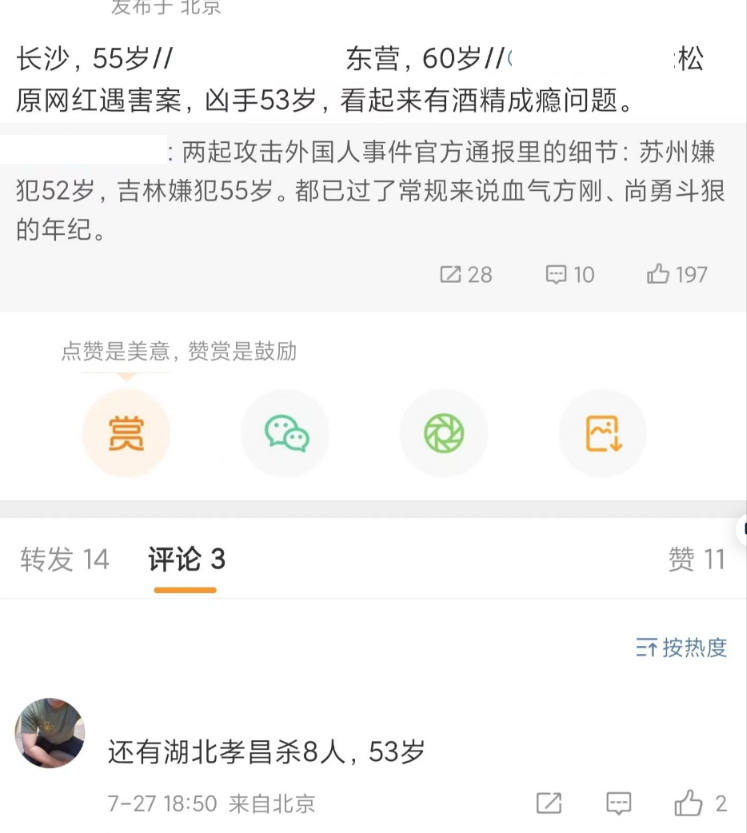 发布于 北京
长沙，55岁//
东营，60岁//
松
原网红遇害案，凶手53岁，看起来有酒精成瘾问题。
：两起攻击外国人事件官方通报里的细节：苏州嫌
犯52岁，吉林嫌犯55岁。都已过了常规来说血气方刚、尚勇斗狠
的年纪。
28
10
197
点赞是美意，赞赏是鼓励
赏
转发 14
评论 3
赞 11
按热度
还有湖北孝昌杀8人，53岁
7-27 18:50 来自北京
2